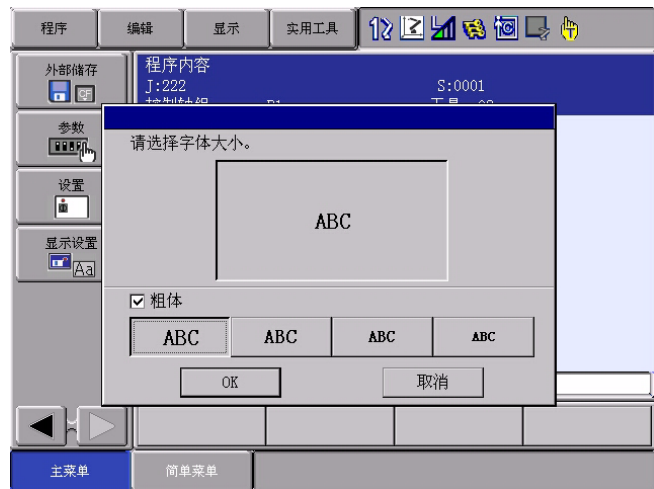 程序 编辑 显示 实用工具
外部储存
CF
参数
设置
显示设置
Aa
程序内容
J:222 S:0001
请选择字体大小。
ABC
粗体
ABC ABC ABC ABC
OK 取消
主菜单 简单菜单